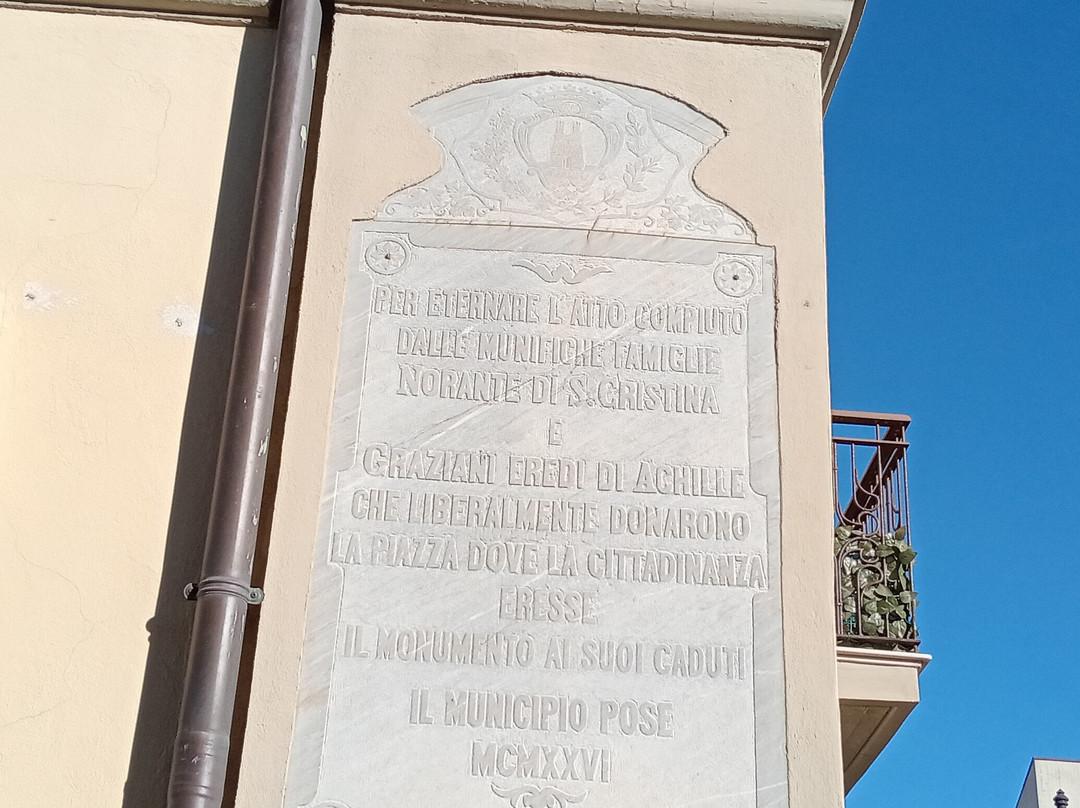 PER ETERNARE L'ATTO COMPIUTO
DALLE MUNIFICHE FAMIGLIE
NORANTE DI S. CRISTINA
E
GRAZIANI EREDI DI ACHILLE
CHE LIBERALMENTE DONARONO
LA PIAZZA DOVE LA CITTADINANZA
ERESSE
IL MONUMENTO AI SUOI CADUTI
IL MUNICIPIO POSE
MCMXXVI